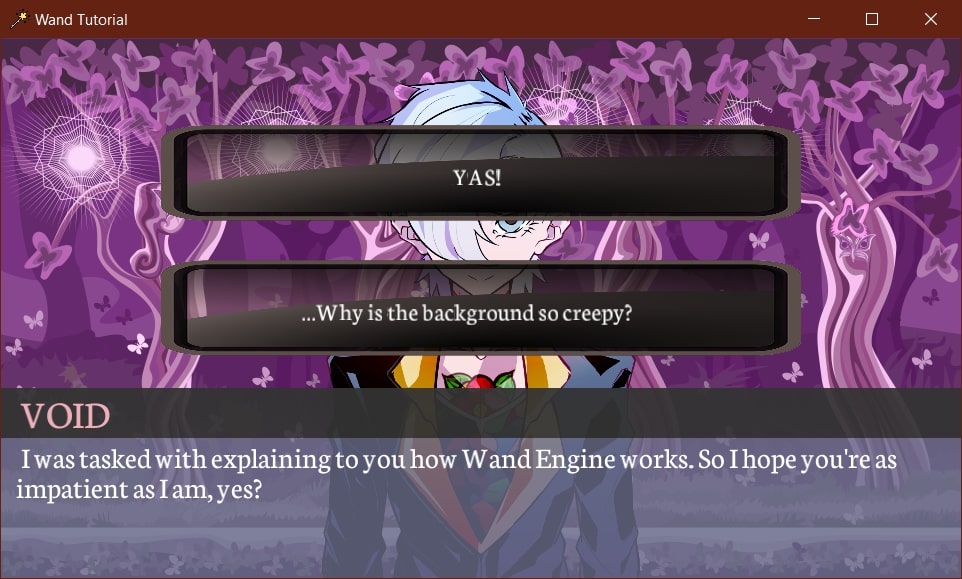 Wand Tutorial
YAS!
...Why is the background so creepy?
VOID
I was tasked with explaining to you how Wand Engine works. So I hope you're as
impatient as I am, yes?